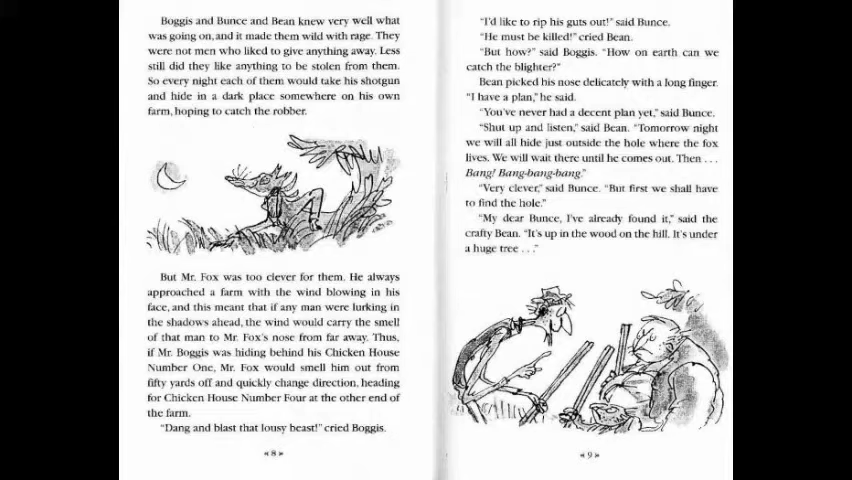 Boggis and Bunce and Bean knew very well what
was going on, and it made them wild with rage. They
were not men who liked to give anything away. Less
still did they like anything to be stolen from them.
So every night each of them would take his shotgun
and hide in a dark place somewhere on his own
farm, hoping to catch the robber.
But Mr. Fox was too clever for them. He always
approached a farm with the wind blowing in his
face, and this meant that if any man were lurking in
the shadows ahead, the wind would carry the smell
of that man to Mr. Fox's nose from far away. Thus,
if Mr. Boggis was hiding behind his Chicken House
Number One, Mr. Fox would smell him out from
fifty yards off and quickly change direction, heading
for Chicken House Number Four at the other end of
the farm.
"Dang and blast that lousy beast!" cried Boggis.
«8»
"I'd like to rip his guts out!" said Bunce.
"He must be killed!" cried Bean.
"But how?" said Boggis. "How on earth can we
catch the blighter?"
Bean picked his nose delicately with a long finger.
"I have a plan," he said.
"You've never had a decent plan yet," said Bunce.
"Shut up and listen," said Bean. "Tomorrow night
we will all hide just outside the hole where the fox
lives. We will wait there until he comes out. Then . . .
Bang! Bang-bang-bang."
"Very clever," said Bunce. "But first we shall have
to find the hole."
"My dear Bunce, I've already found it," said the
crafty Bean. "It's up in the wood on the hill. It's under
a huge tree . . ."
«9»